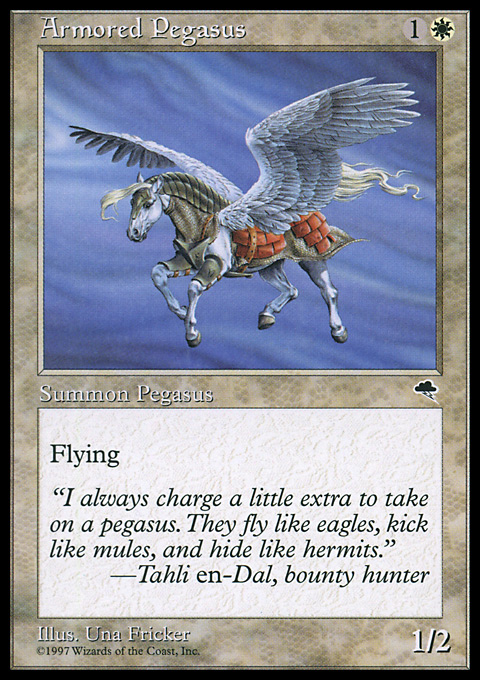 Armored Pegasus 1
Summon Pegasus
Flying
“I always charge a little extra to take
on a pegasus. They fly like eagles, kick
like mules, and hide like hermits.”
—Tahli en-Dal, bounty hunter
Illus. Una Fricker
©1997 Wizards of the Coast, Inc.
1/2